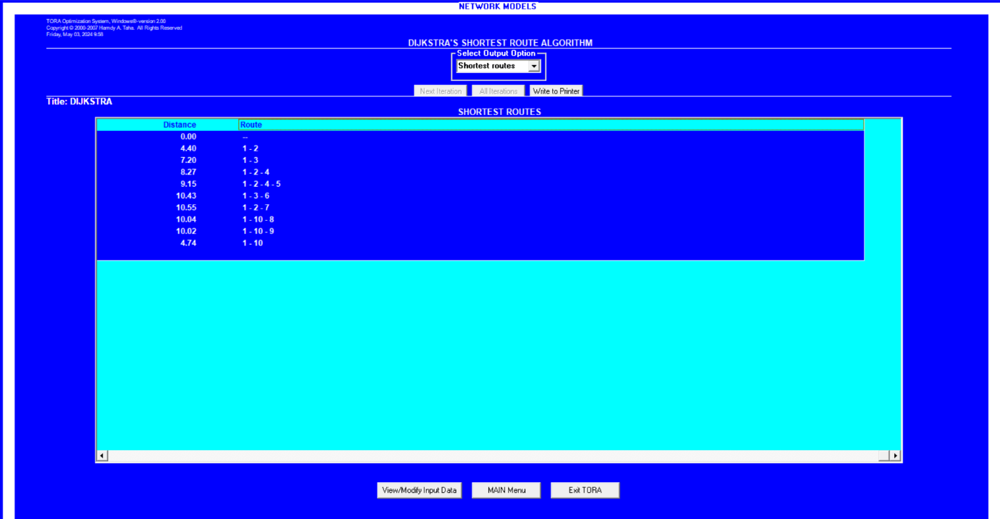 NETWORK MODELS
TORA Optimization System, Windows®-version 2.00
Copyright © 2000-2007 Hamdy A. Taha. All Rights Reserved
Friday, May 03, 2024 9:58
DIJKSTRA'S SHORTEST ROUTE ALGORITHM
Select Output Option
Shortest routes
Next Iteration All Iterations Write to Printer
Title: DIJKSTRA
SHORTEST ROUTES
Distance Route
0.00 --
4.40 1 - 2
7.20 1 - 3
8.27 1 - 2 - 4
9.15 1 - 2 - 4 - 5
10.43 1 - 3 - 6
10.55 1 - 2 - 7
10.04 1 - 10 - 8
10.02 1 - 10 - 9
4.74 1 - 10
View/Modify Input Data MAIN Menu Exit TORA